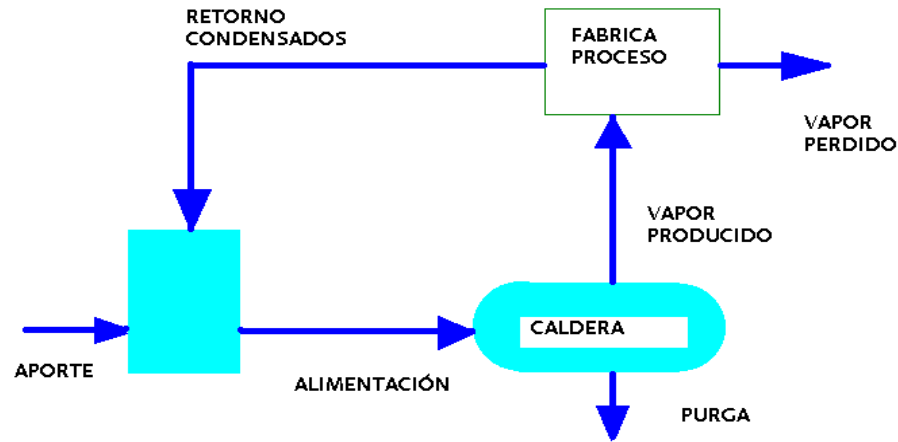 RETORNO
CONDENSADOS
FABRICA
PROCESO
VAPOR
PERDIDO
VAPOR
PRODUCIDO
CALDERA
APORTE
ALIMENTACIÓN
PURGA